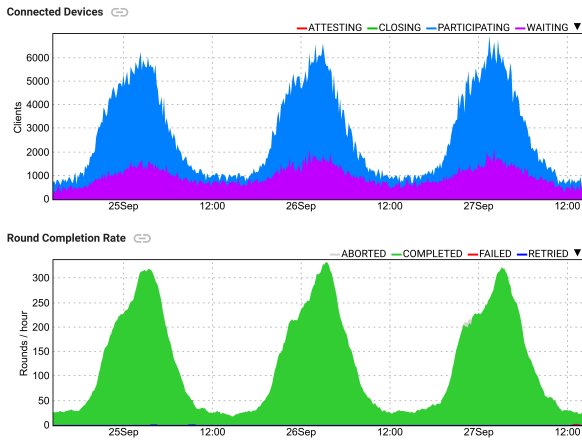 Connected Devices
ATTESTING CLOSING PARTICIPATING WAITING ▼
6000
5000
4000
3000
2000
1000
0
Clients
25Sep 12:00 26Sep 12:00 27Sep 12:00
Round Completion Rate
ABORTED COMPLETED FAILED RETRIED ▼
300
250
200
150
100
50
0
Rounds / hour
25Sep 12:00 26Sep 12:00 27Sep 12:00